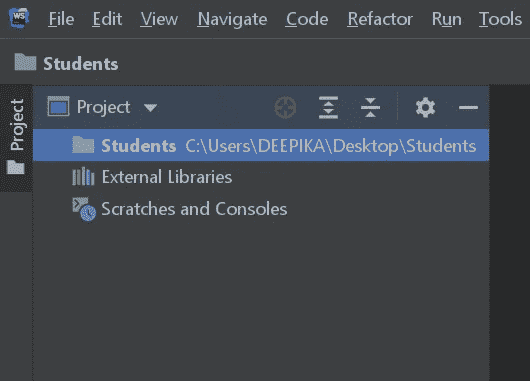 WS File Edit View Navigate Code Refactor Run Tools
Students
Project
Project
Students C:\Users\DEEPIKA\Desktop\Students
External Libraries
Scratches and Consoles